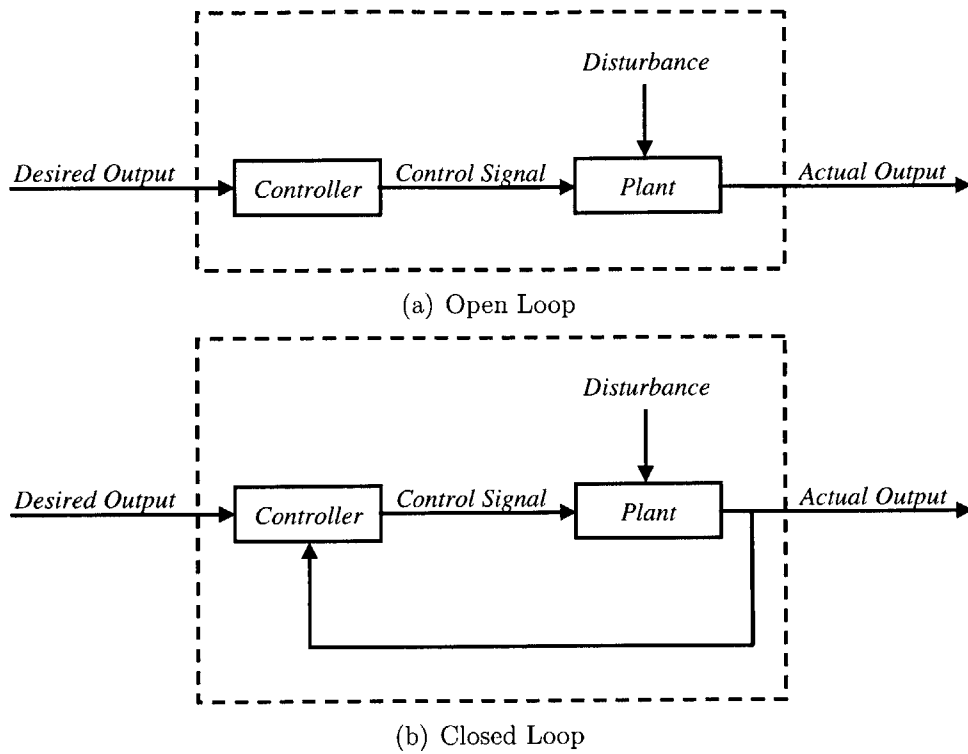 Disturbance
Desired Output
Controller
Control Signal
Plant
Actual Output
(a) Open Loop
Disturbance
Desired Output
Controller
Control Signal
Plant
Actual Output
(b) Closed Loop